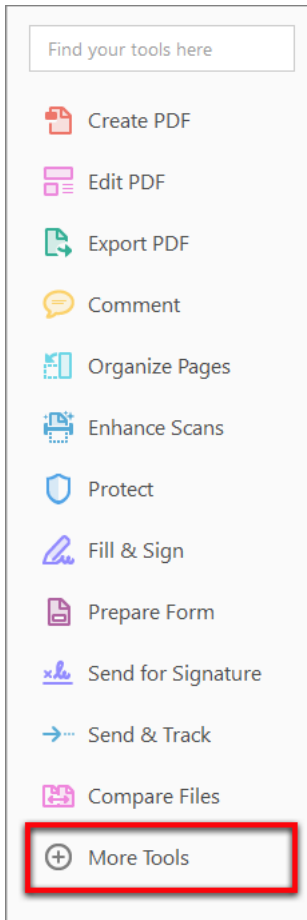 Find your tools here
Create PDF
Edit PDF
Export PDF
Comment
Organize Pages
Enhance Scans
Protect
Fill & Sign
Prepare Form
Send for Signature
Send & Track
Compare Files
More Tools